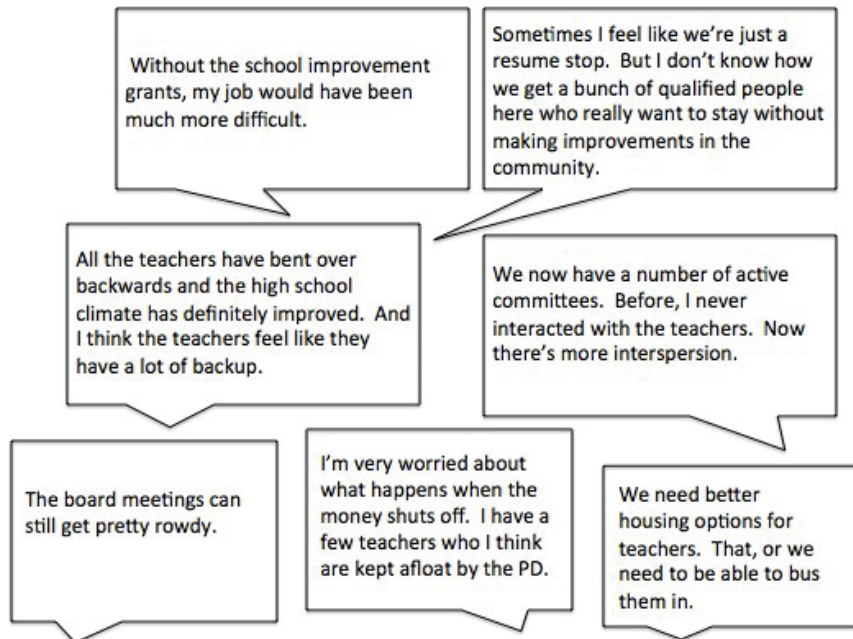 Without the school improvement
grants, my job would have been
much more difficult.
Sometimes I feel like we're just a
resume stop.  But I don't know how
we get a bunch of qualified people
here who really want to stay without
making improvements in the
community.
All the teachers have bent over
backwards and the high school
climate has definitely improved.  And
I think the teachers feel like they
have a lot of backup.
We now have a number of active
committees.  Before, I never
interacted with the teachers.  Now
there's more interspersion.
The board meetings can
still get pretty rowdy.
I'm very worried about
what happens when the
money shuts off.  I have a
few teachers who I think
are kept afloat by the PD.
We need better
housing options for
teachers.  That, or we
need to be able to bus
them in.